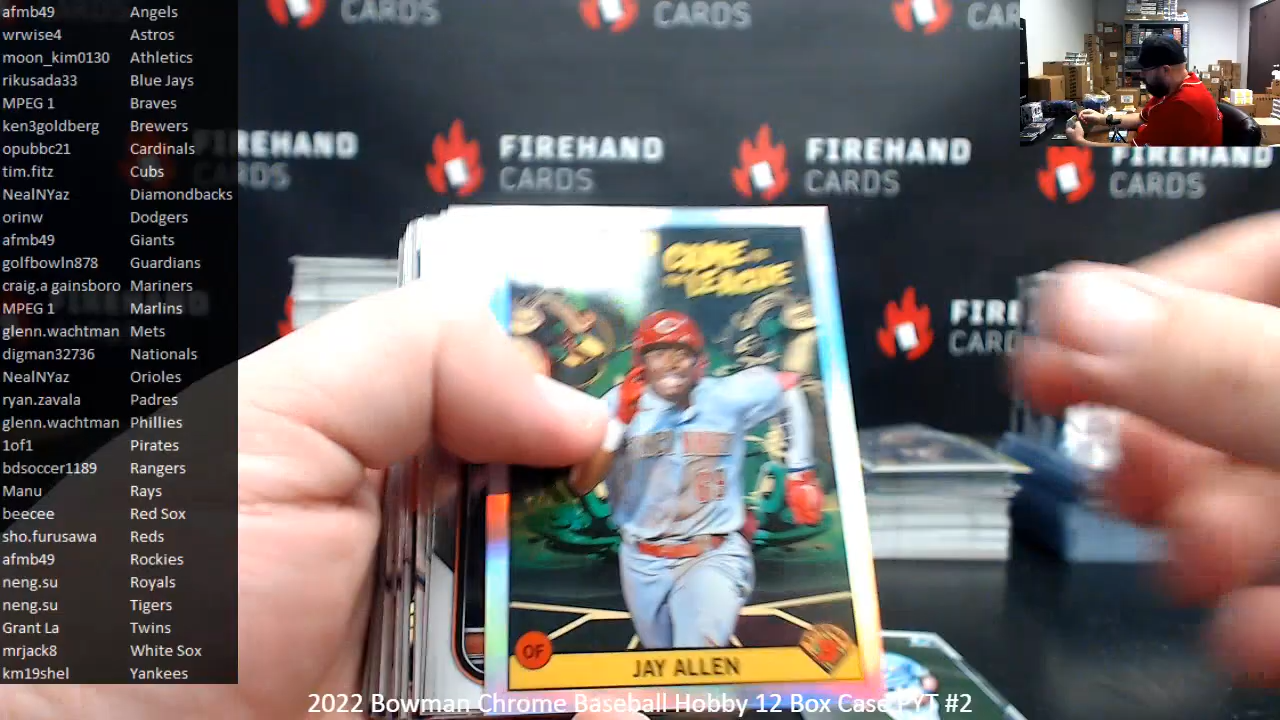 afmb49 Angels
wrwise4 Astros
moon_kim0130 Athletics
rikusada33 Blue Jays
MPEG 1 Braves
ken3goldberg Brewers
opubbc21 Cardinals
tim.fitz Cubs
NealNYaz Diamondbacks
orinw Dodgers
afmb49 Giants
golfbowln878 Guardians
craig.a gainsboro Mariners
MPEG 1 Marlins
glenn.wachtman Mets
digman32736 Nationals
NealNYaz Orioles
ryan.zavala Padres
glenn.wachtman Phillies
1of1 Pirates
bdsoccer1189 Rangers
Manu Rays
beecee Red Sox
sho.furusawa Reds
afmb49 Rockies
neng.su Royals
neng.su Tigers
Grant La Twins
mrjack8 White Sox
km19shel Yankees
CARDS
CARDS
CAR
FIREHAND
CARDS
FIREHAND
CARDS
FIREHAND
CARDS
FIREHAND
CARDS
FIRE
CARD
LEAGUE
OF
JAY ALLEN
2022 Bowman Chrome Baseball Hobby 12 Box Case PYT #2